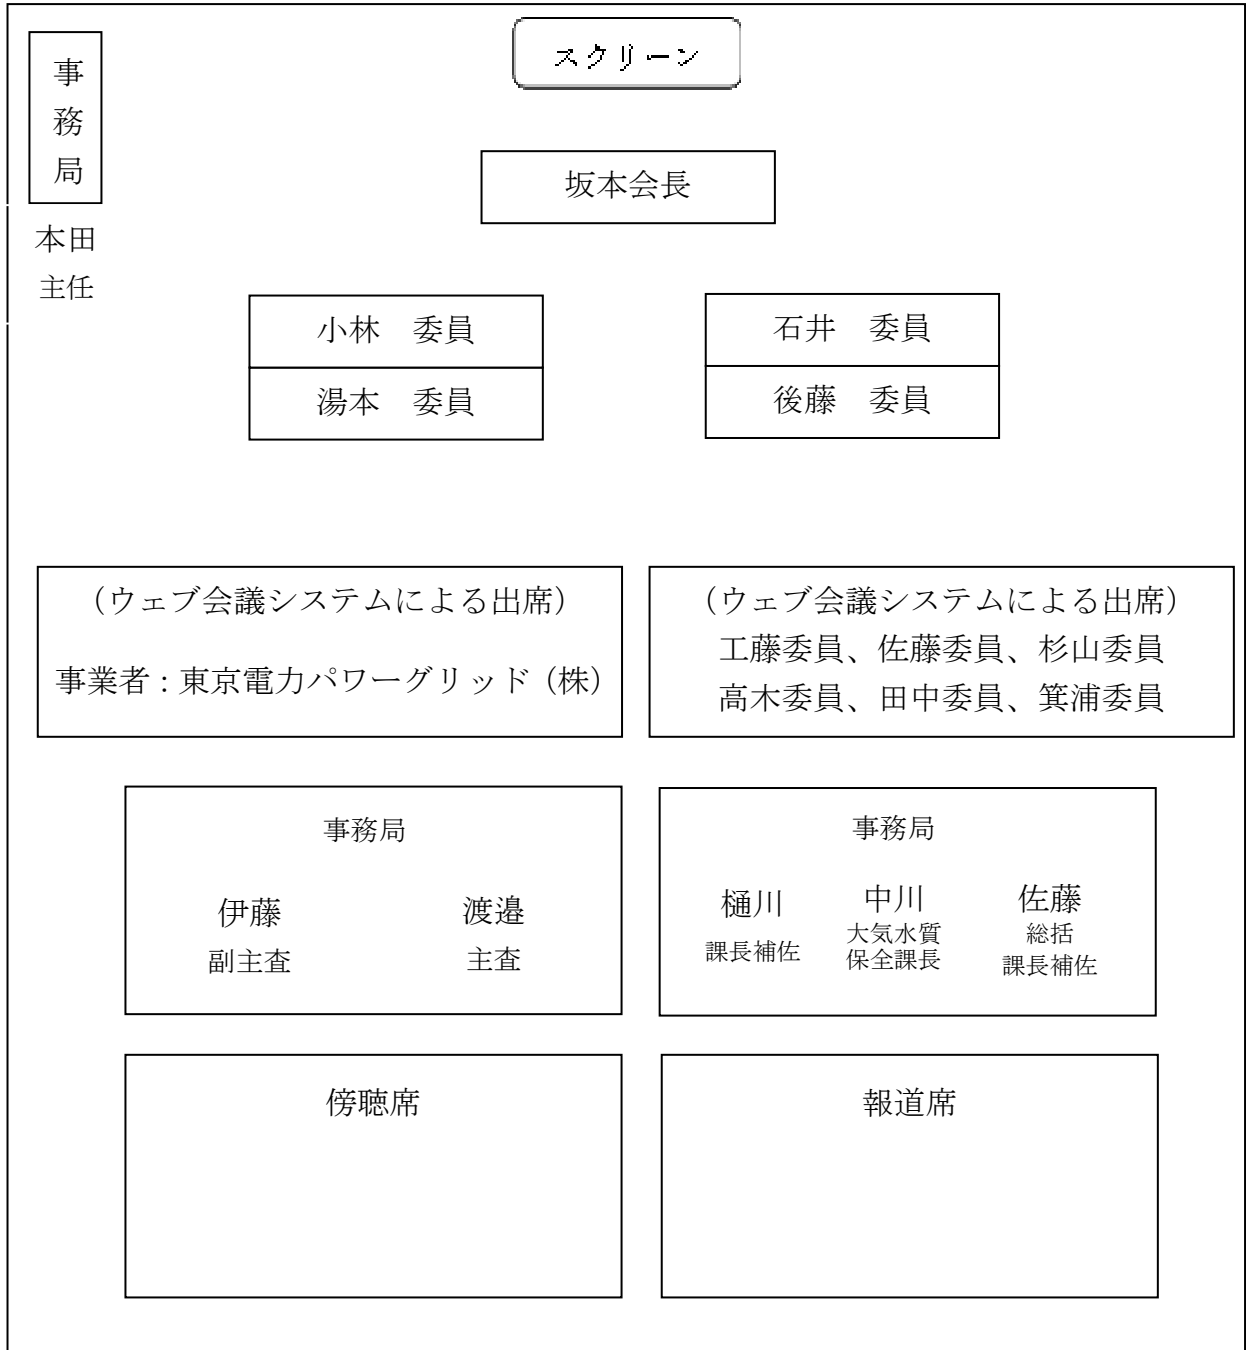 スクリーン
事
務
局
坂本会長
本田
主任
小林　委員
湯本　委員
石井　委員
後藤　委員
（ウェブ会議システムによる出席）
事業者：東京電力パワーグリッド（株）
（ウェブ会議システムによる出席）
工藤委員、佐藤委員、杉山委員
高木委員、田中委員、箕浦委員
事務局
伊藤
副主査
渡邉
主査
事務局
樋川
課長補佐
中川
大気水質
保全課長
佐藤
総括
課長補佐
傍聴席
報道席